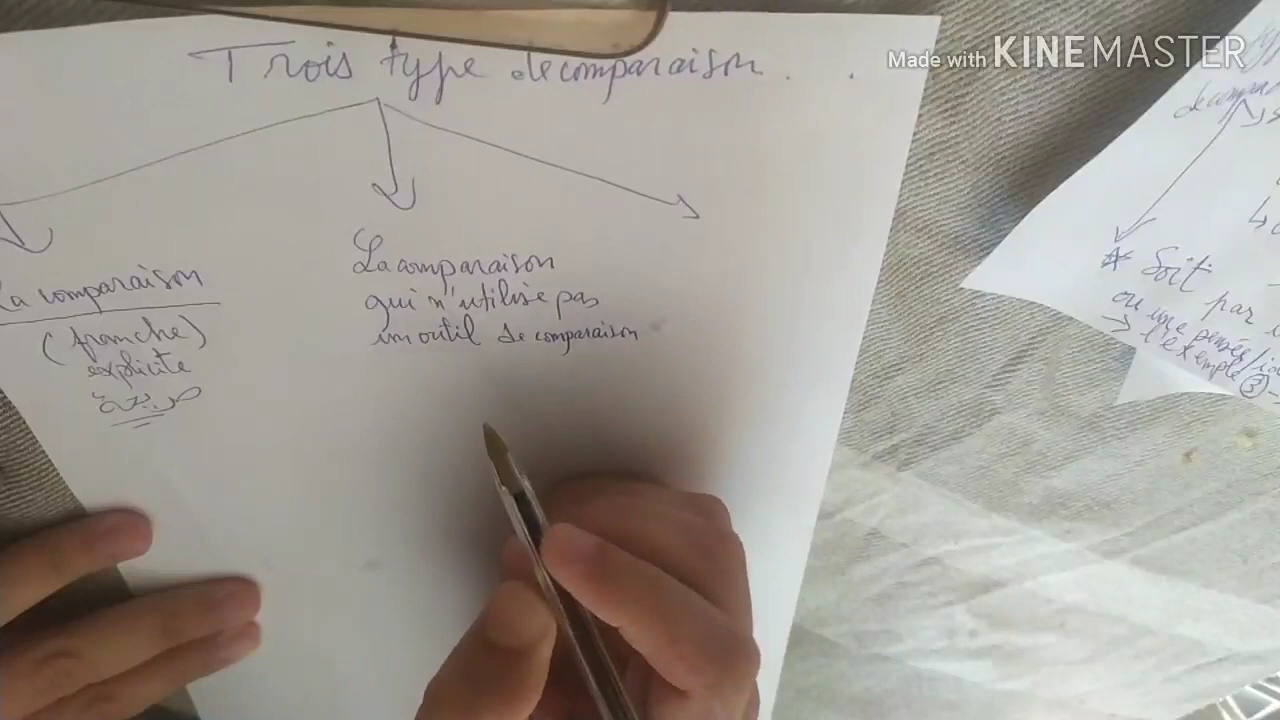 Made with KINEMASTER
Trois type de comparaison.
La comparaison
(franche)
explicite
صريحة
La comparaison
qui n'utilise pas
un outil de comparaison
* Soit par
ou une pensée
→ l'exemple ③